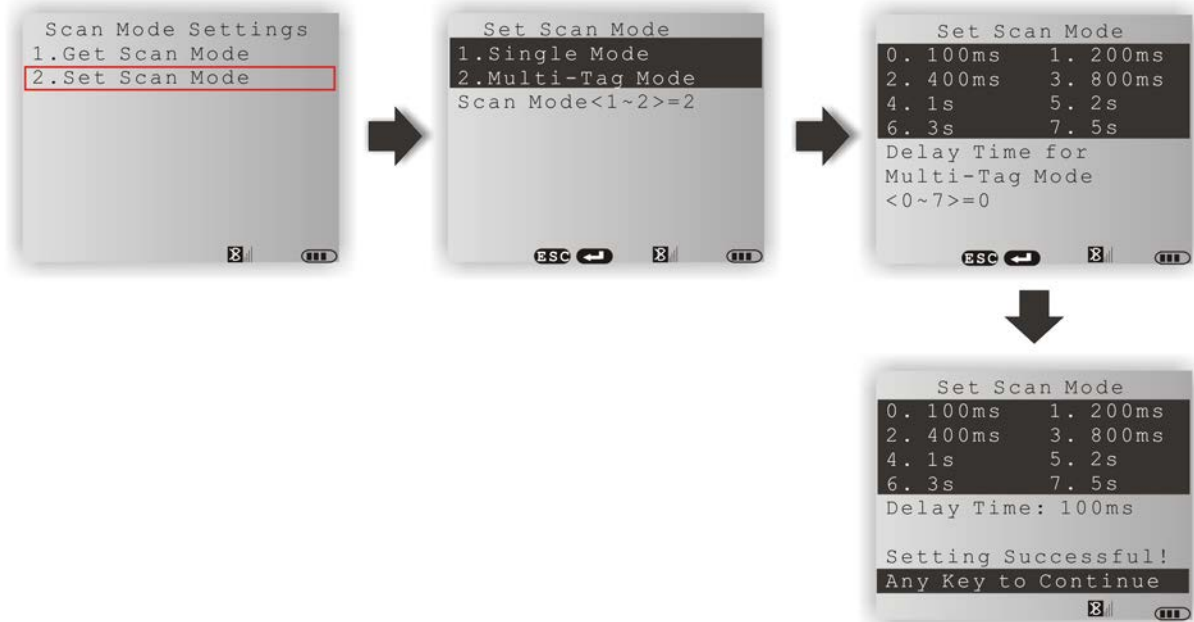 Scan Mode Settings
1.Get Scan Mode
2.Set Scan Mode
Set Scan Mode
1.Single Mode
2.Multi-Tag Mode
Scan Mode<1~2>=2
ESC
Set Scan Mode
0. 100ms 1. 200ms
2. 400ms 3. 800ms
4. 1s 5. 2s
6. 3s 7. 5s
Delay Time for
Multi-Tag Mode
<0~7>=0
ESC
Set Scan Mode
0. 100ms 1. 200ms
2. 400ms 3. 800ms
4. 1s 5. 2s
6. 3s 7. 5s
Delay Time: 100ms
Setting Successful!
Any Key to Continue